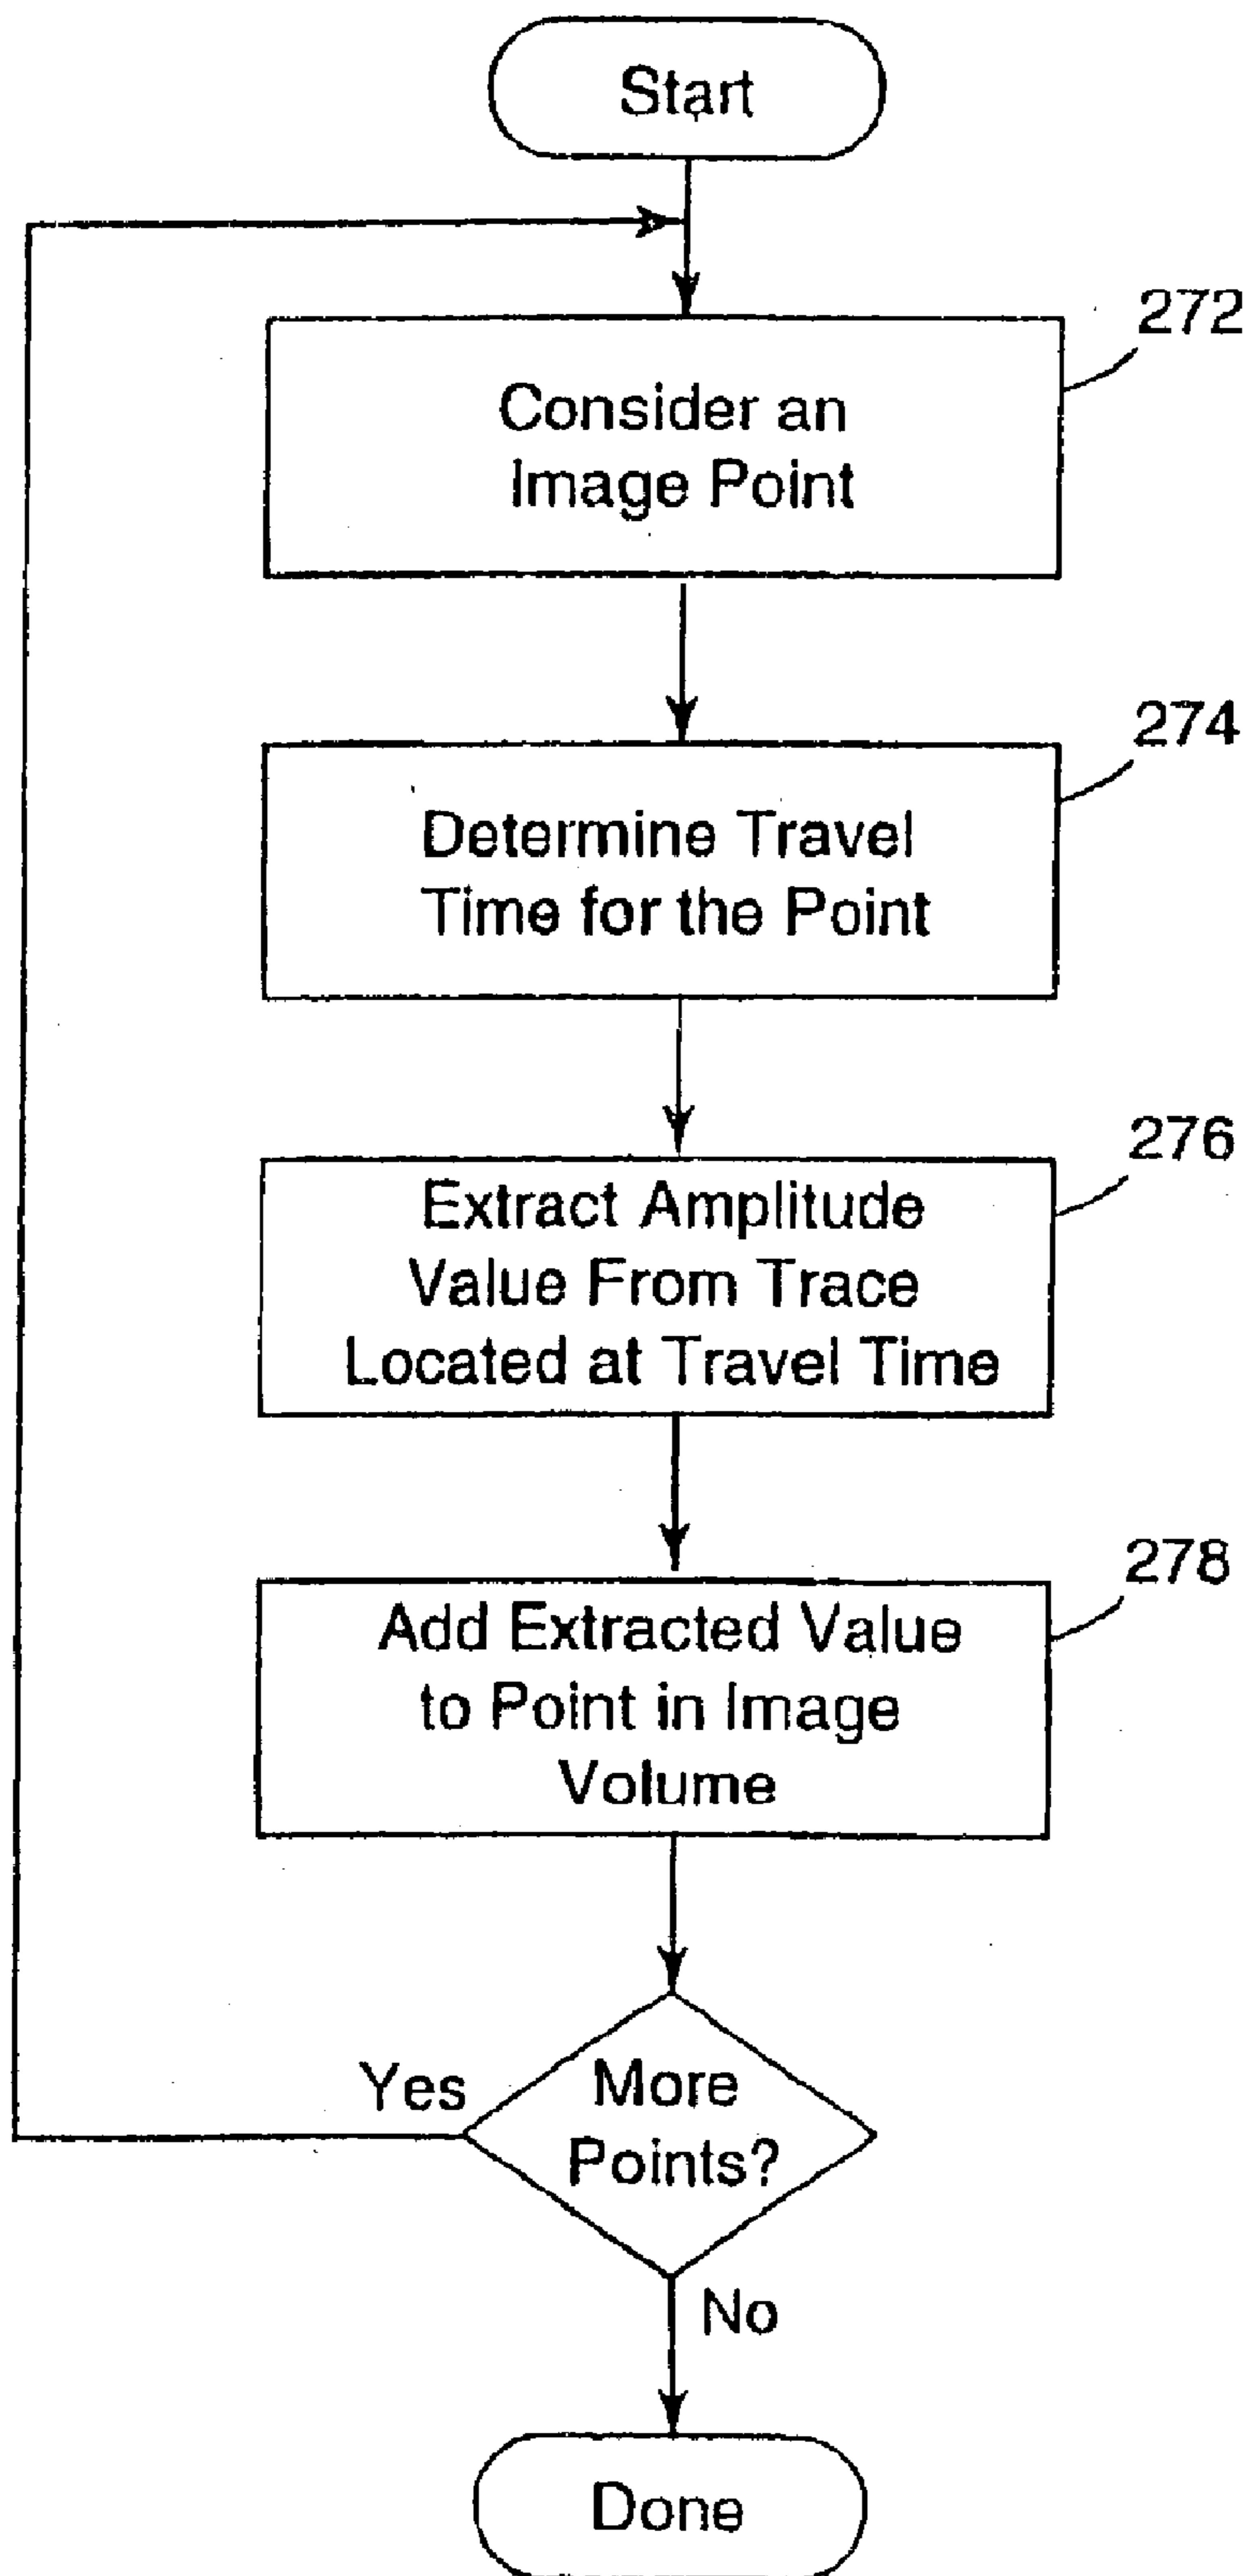 Start
272
Consider an
Image Point
274
Determine Travel
Time for the Point
276
Extract Amplitude
Value From Trace
Located at Travel Time
278
Add Extracted Value
to Point in Image
Volume
Yes
More
Points?
No
Done